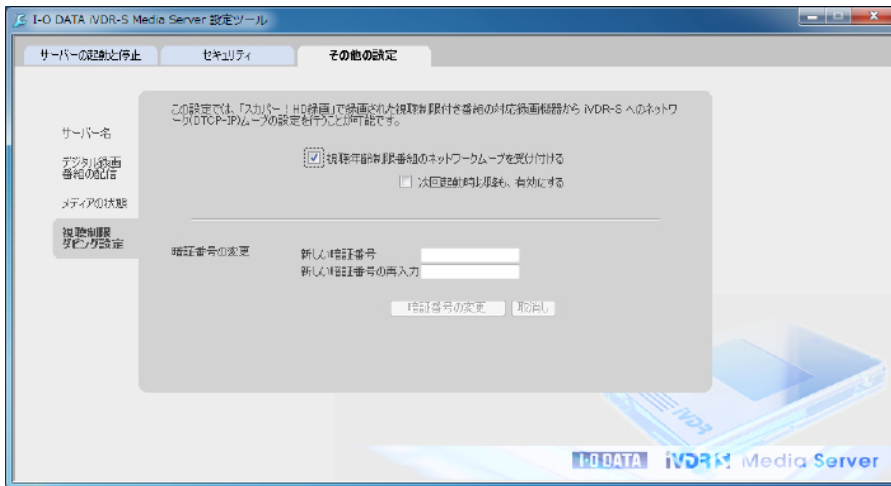 I-O DATA iVDR-S Media Server 設定ツール
サーバーの起動と停止
セキュリティ
その他の設定
この設定では、「スカパー！HD録画」で録画された視聴制限付き番組の対応録画機器から iVDR-S へのネットワ
ーク(DTCP-IP)ムーブの設定を行うことが可能です。
サーバー名
デジタル録画
番組の配信
メディアの状態
視聴制限
ダビング設定
視聴年齢制限番組のネットワークムーブを受け付ける
次回起動時以降も、有効にする
暗証番号の変更
新しい暗証番号
新しい暗証番号の再入力
暗証番号の変更
取消し
iVDR
I-O DATA iVDR-S Media Server